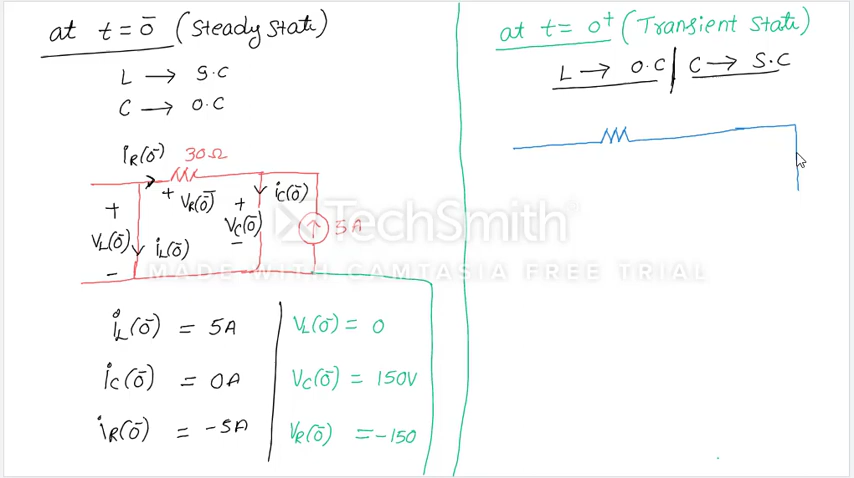 at t = 0⁻ (Steady State)
L → S.C
C → O.C
iR(0⁻) 30Ω
+ VR(0⁻) -
+ VL(0⁻) -
iL(0⁻)
+ VC(0⁻) -
iC(0⁻)
5A
iL(0⁻) = 5A
iC(0⁻) = 0A
iR(0⁻) = -5A
VL(0⁻) = 0
VC(0⁻) = 150V
VR(0⁻) = -150
at t = 0⁺ (Transient State)
L → O.C | C → S.C
TechSmith®
MADE WITH CAMTASIA FREE TRIAL